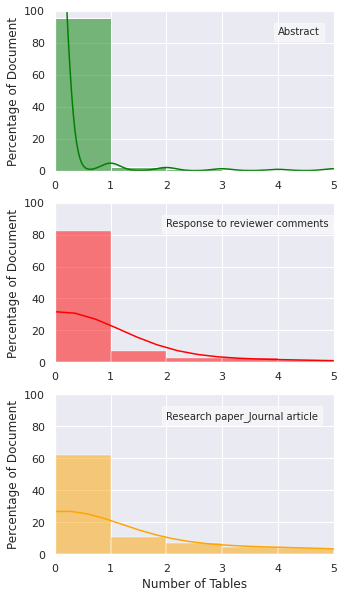 100
80
60
40
20
0
Percentage of Document
Abstract
0 1 2 3 4 5
100
80
60
40
20
0
Percentage of Document
Response to reviewer comments
0 1 2 3 4 5
100
80
60
40
20
0
Percentage of Document
Research paper_Journal article
0 1 2 3 4 5
Number of Tables